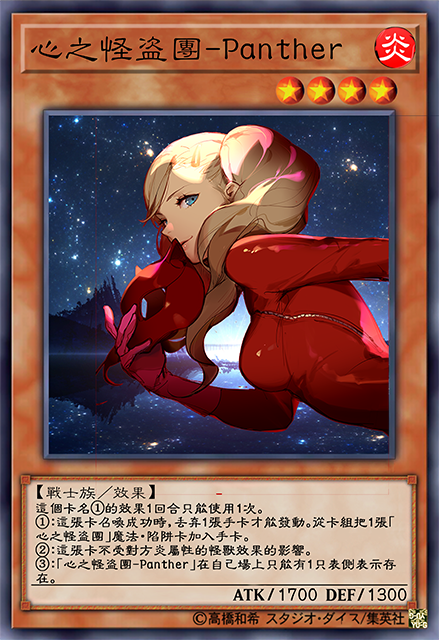 心之怪盜團-Panther
炎
【戰士族／效果】
這個卡名①的效果1回合只能使用1次。
①:這張卡召喚成功時,丟弃1張手卡才能發動。從卡組把1張「
心之怪盜團」魔法·陷阱卡加入手卡。
②:這張卡不受對方炎屬性的怪獸效果的影響。
③:「心之怪盜團-Panther」在自己場上只能有1只表側表示存
在。
ATK/1700 DEF/1300
©高橋和希 スタジオ・ダイス/集英社